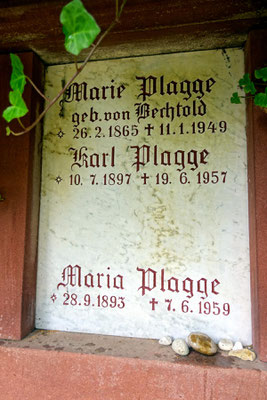 Marie Plagge
geb. von Bechtold
✧ 26.2.1865 ✝ 11.1.1949
Karl Plagge
✧ 10.7.1897 ✝ 19.6.1957
Maria Plagge
✧ 28.9.1893 ✝ 7.6.1959